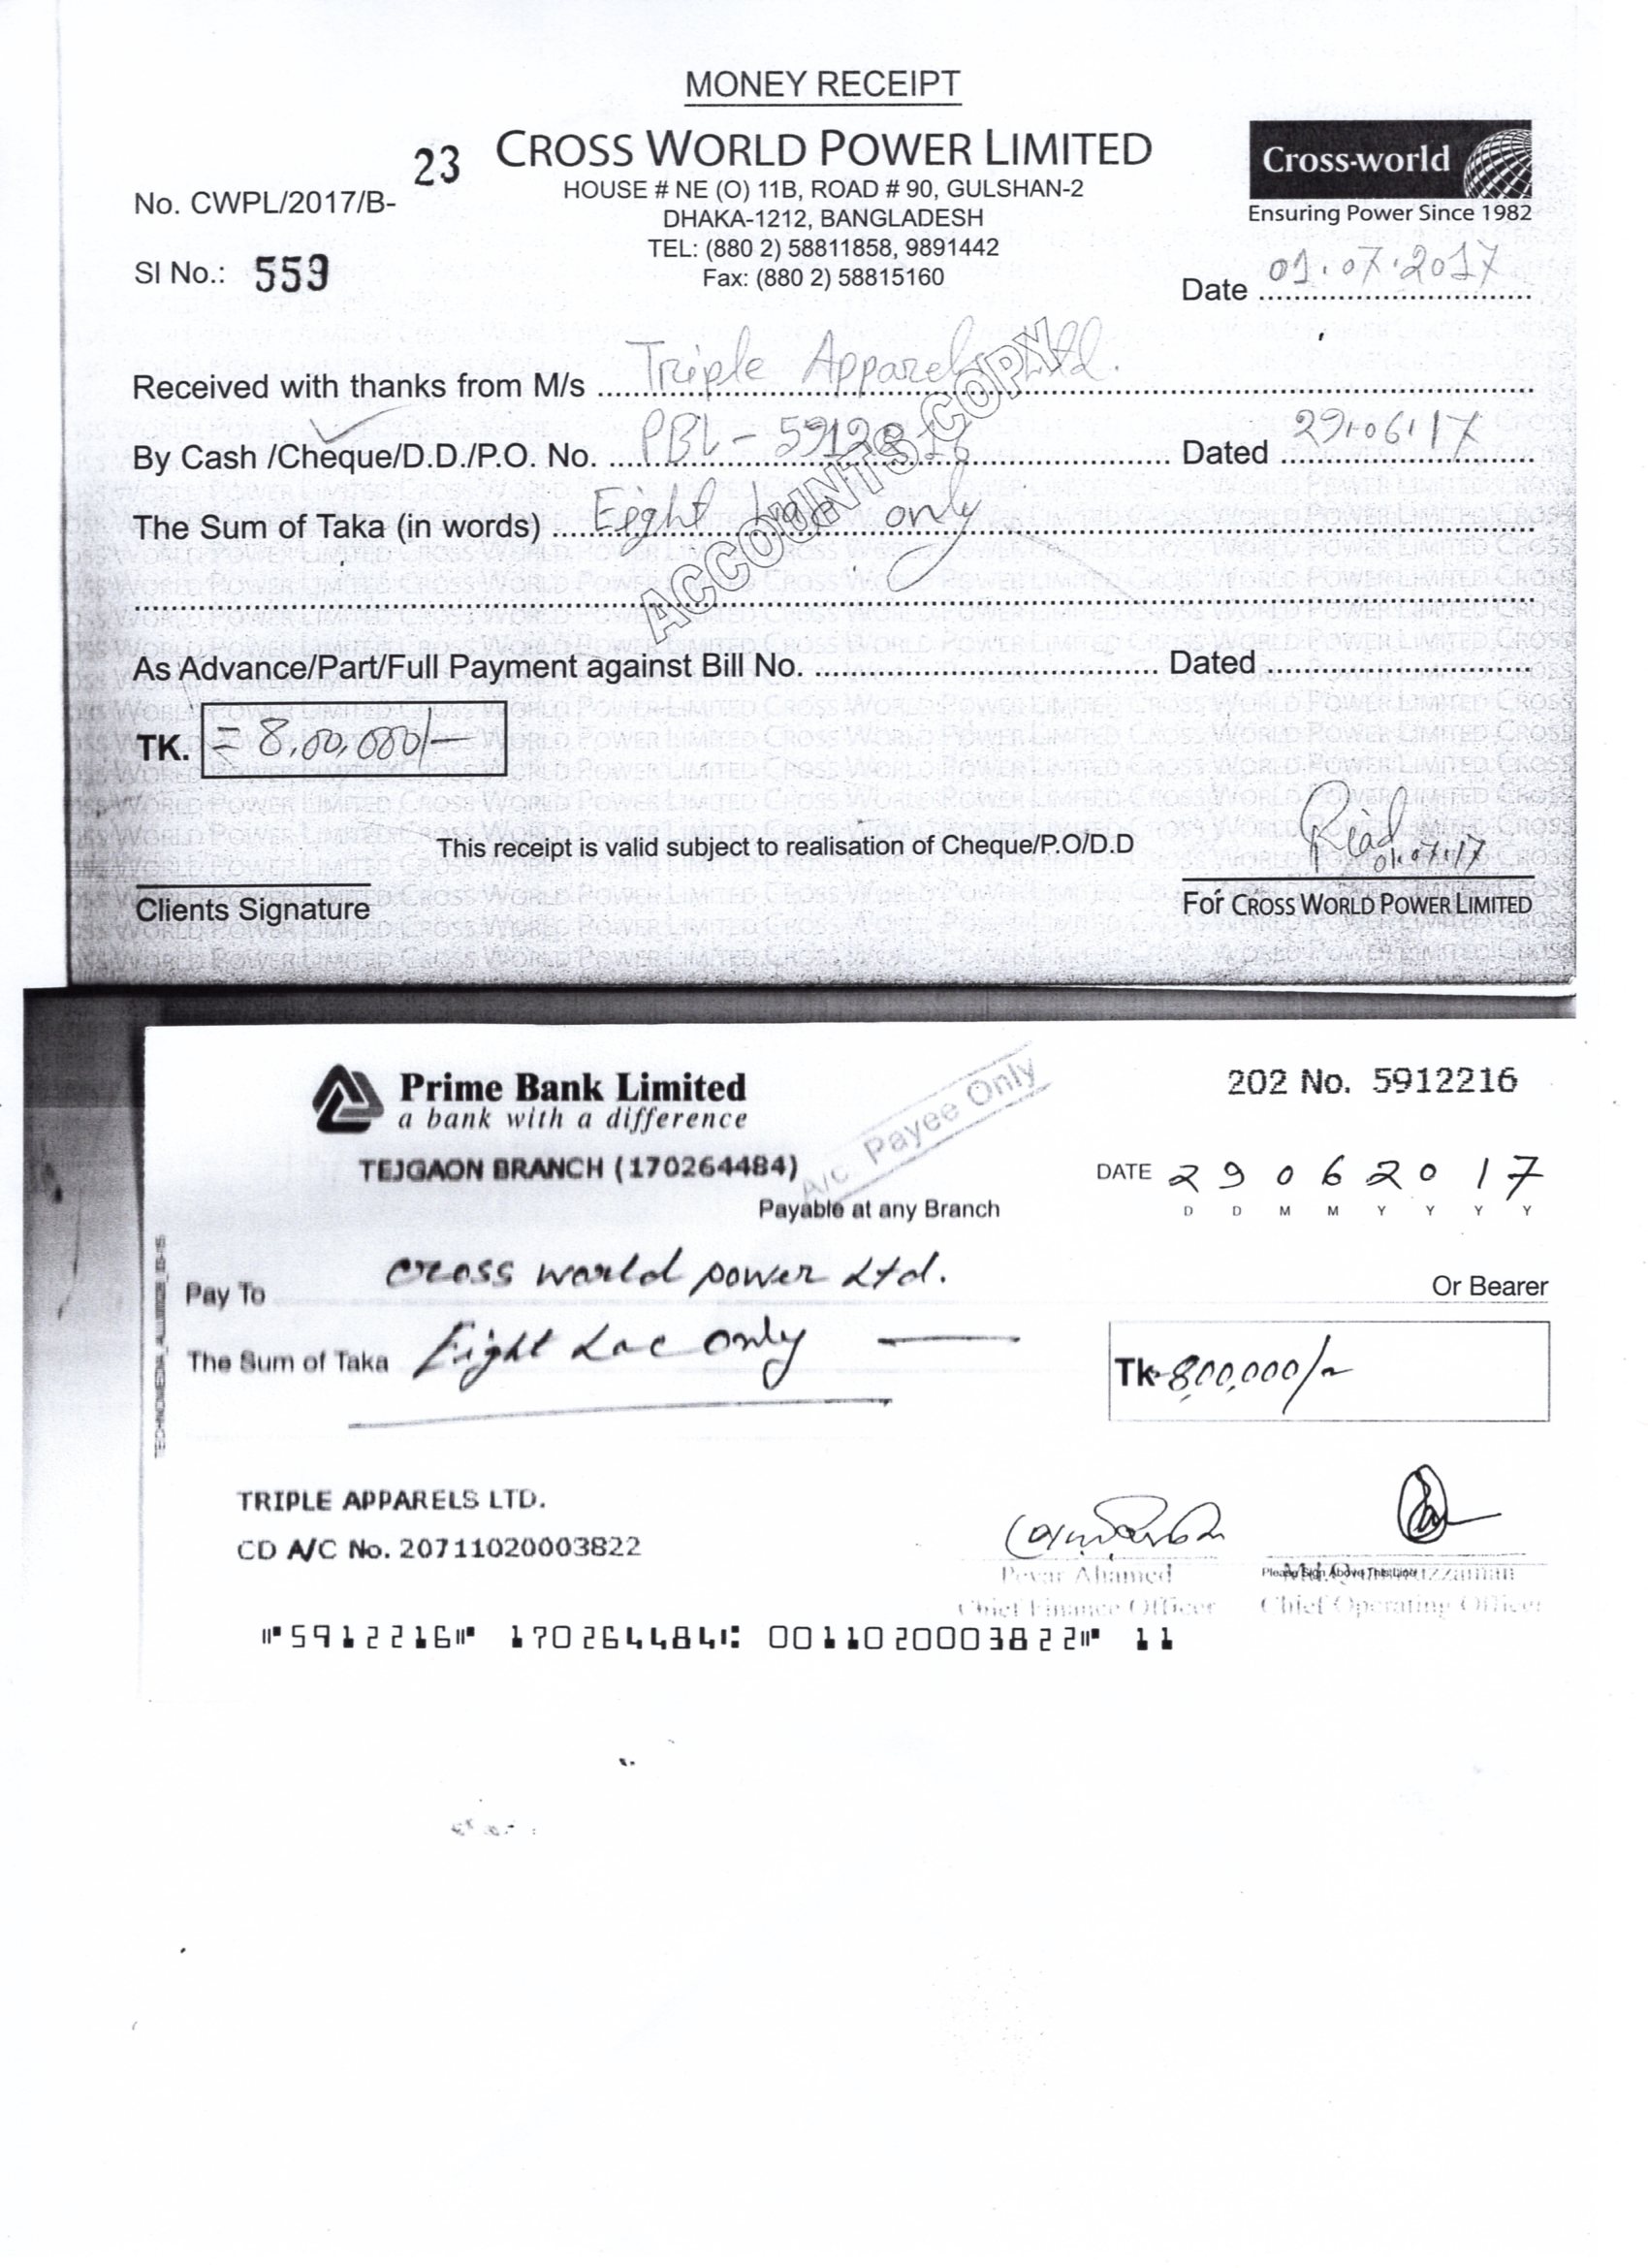 MONEY RECEIPT
CROSS WORLD POWER LIMITED
HOUSE # NE (O) 11B, ROAD # 90, GULSHAN-2
DHAKA-1212, BANGLADESH
TEL: (880 2) 58811858, 9891442
Fax: (880 2) 58815160
Cross-world
Ensuring Power Since 1982
No. CWPL/2017/B- 23
SI No.: 559
Date 01.07.2017
Received with thanks from M/s Triple Apparels Ltd.
By Cash /Cheque/D.D./P.O. No. PBL - Dated 29.06.17
The Sum of Taka (in words) Eight Lac only
ACCOUNTS COPY
As Advance/Part/Full Payment against Bill No. Dated
TK. = 8,00,000/-
This receipt is valid subject to realisation of Cheque/P.O/D.D
Riad
01.07.17
Clients Signature
For CROSS WORLD POWER LIMITED
Prime Bank Limited
a bank with a difference
202 No. 5912216
TEJGAON BRANCH (170264484)
A/c. Payee Only
Payable at any Branch
DATE 29062017
D D M M Y Y Y Y
Pay To cross world power Ltd. Or Bearer
The Sum of Taka Eight Lac only
Tk 800,000/-
TRIPLE APPARELS LTD.
CD A/C No. 20711020003822
Ahamed
Please Sign Above This Line
Chief Finance Officer
Chief Operating Officer
⑈5912216⑈ 170264484⑆ 0011020003822⑈ 11